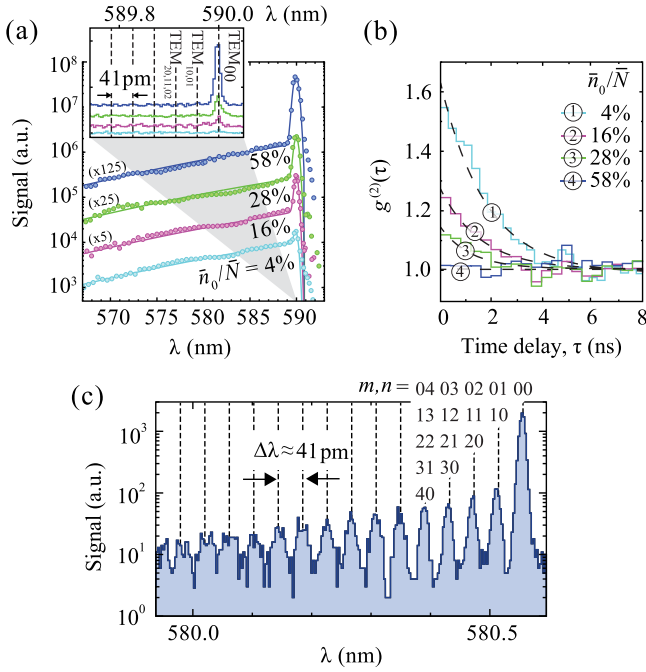 (a)
589.8 590.0 λ (nm)
41pm
TEM20,11,02
TEM10,01
TEM00
10^8
10^7
10^6
10^5
10^4
10^3
Signal (a.u.)
(x125)
58%
(x25)
28%
(x5)
16%
n̄0/N̄ = 4%
570 575 580 585 590
λ (nm)
(b)
n̄0/N̄
① 4%
② 16%
③ 28%
④ 58%
1.6
1.4
1.2
1.0
g(2)(τ)
①
②
③
④
0 2 4 6 8
Time delay, τ (ns)
(c)
m,n= 04 03 02 01 00
13 12 11 10
22 21 20
31 30
40
Δλ≈41pm
10^3
10^2
10^1
10^0
Signal (a.u.)
580.0 580.5
λ (nm)